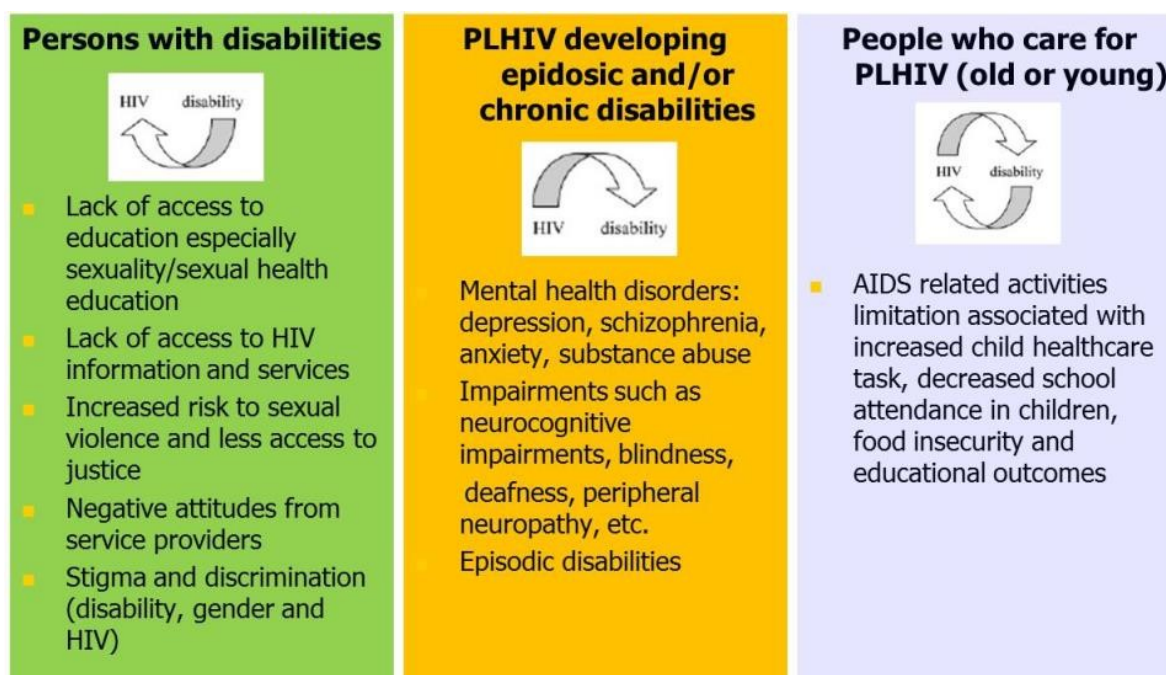 Persons with disabilities
HIV disability
Lack of access to
education especially
sexuality/sexual health
education
Lack of access to HIV
information and services
Increased risk to sexual
violence and less access to
justice
Negative attitudes from
service providers
Stigma and discrimination
(disability, gender and
HIV)
PLHIV developing
epidosic and/or
chronic disabilities
HIV disability
Mental health disorders:
depression, schizophrenia,
anxiety, substance abuse
Impairments such as
neurocognitive
impairments, blindness,
deafness, peripheral
neuropathy, etc.
Episodic disabilities
People who care for
PLHIV (old or young)
HIV disability
AIDS related activities
limitation associated with
increased child healthcare
task, decreased school
attendance in children,
food insecurity and
educational outcomes